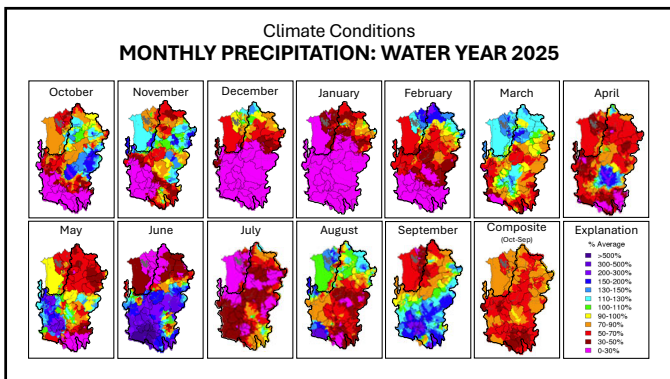 Climate Conditions
MONTHLY PRECIPITATION: WATER YEAR 2025
October
November
December
January
February
March
April
May
June
July
August
September
Composite
(Oct-Sep)
Explanation
% Average
>500%
300-500%
200-300%
150-200%
130-150%
110-130%
100-110%
90-100%
70-90%
50-70%
30-50%
0-30%